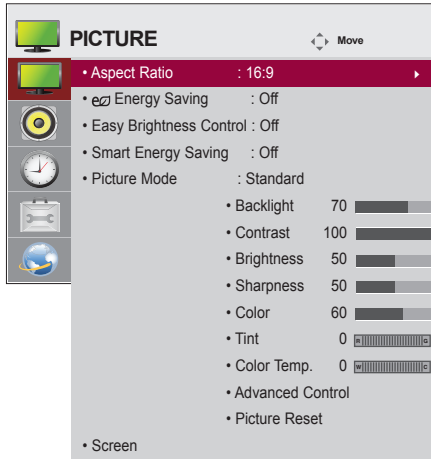 PICTURE Move
• Aspect Ratio : 16:9
• Energy Saving : Off
• Easy Brightness Control : Off
• Smart Energy Saving : Off
• Picture Mode : Standard
• Backlight 70
• Contrast 100
• Brightness 50
• Sharpness 50
• Color 60
• Tint 0 R G
• Color Temp. 0 W C
• Advanced Control
• Picture Reset
• Screen